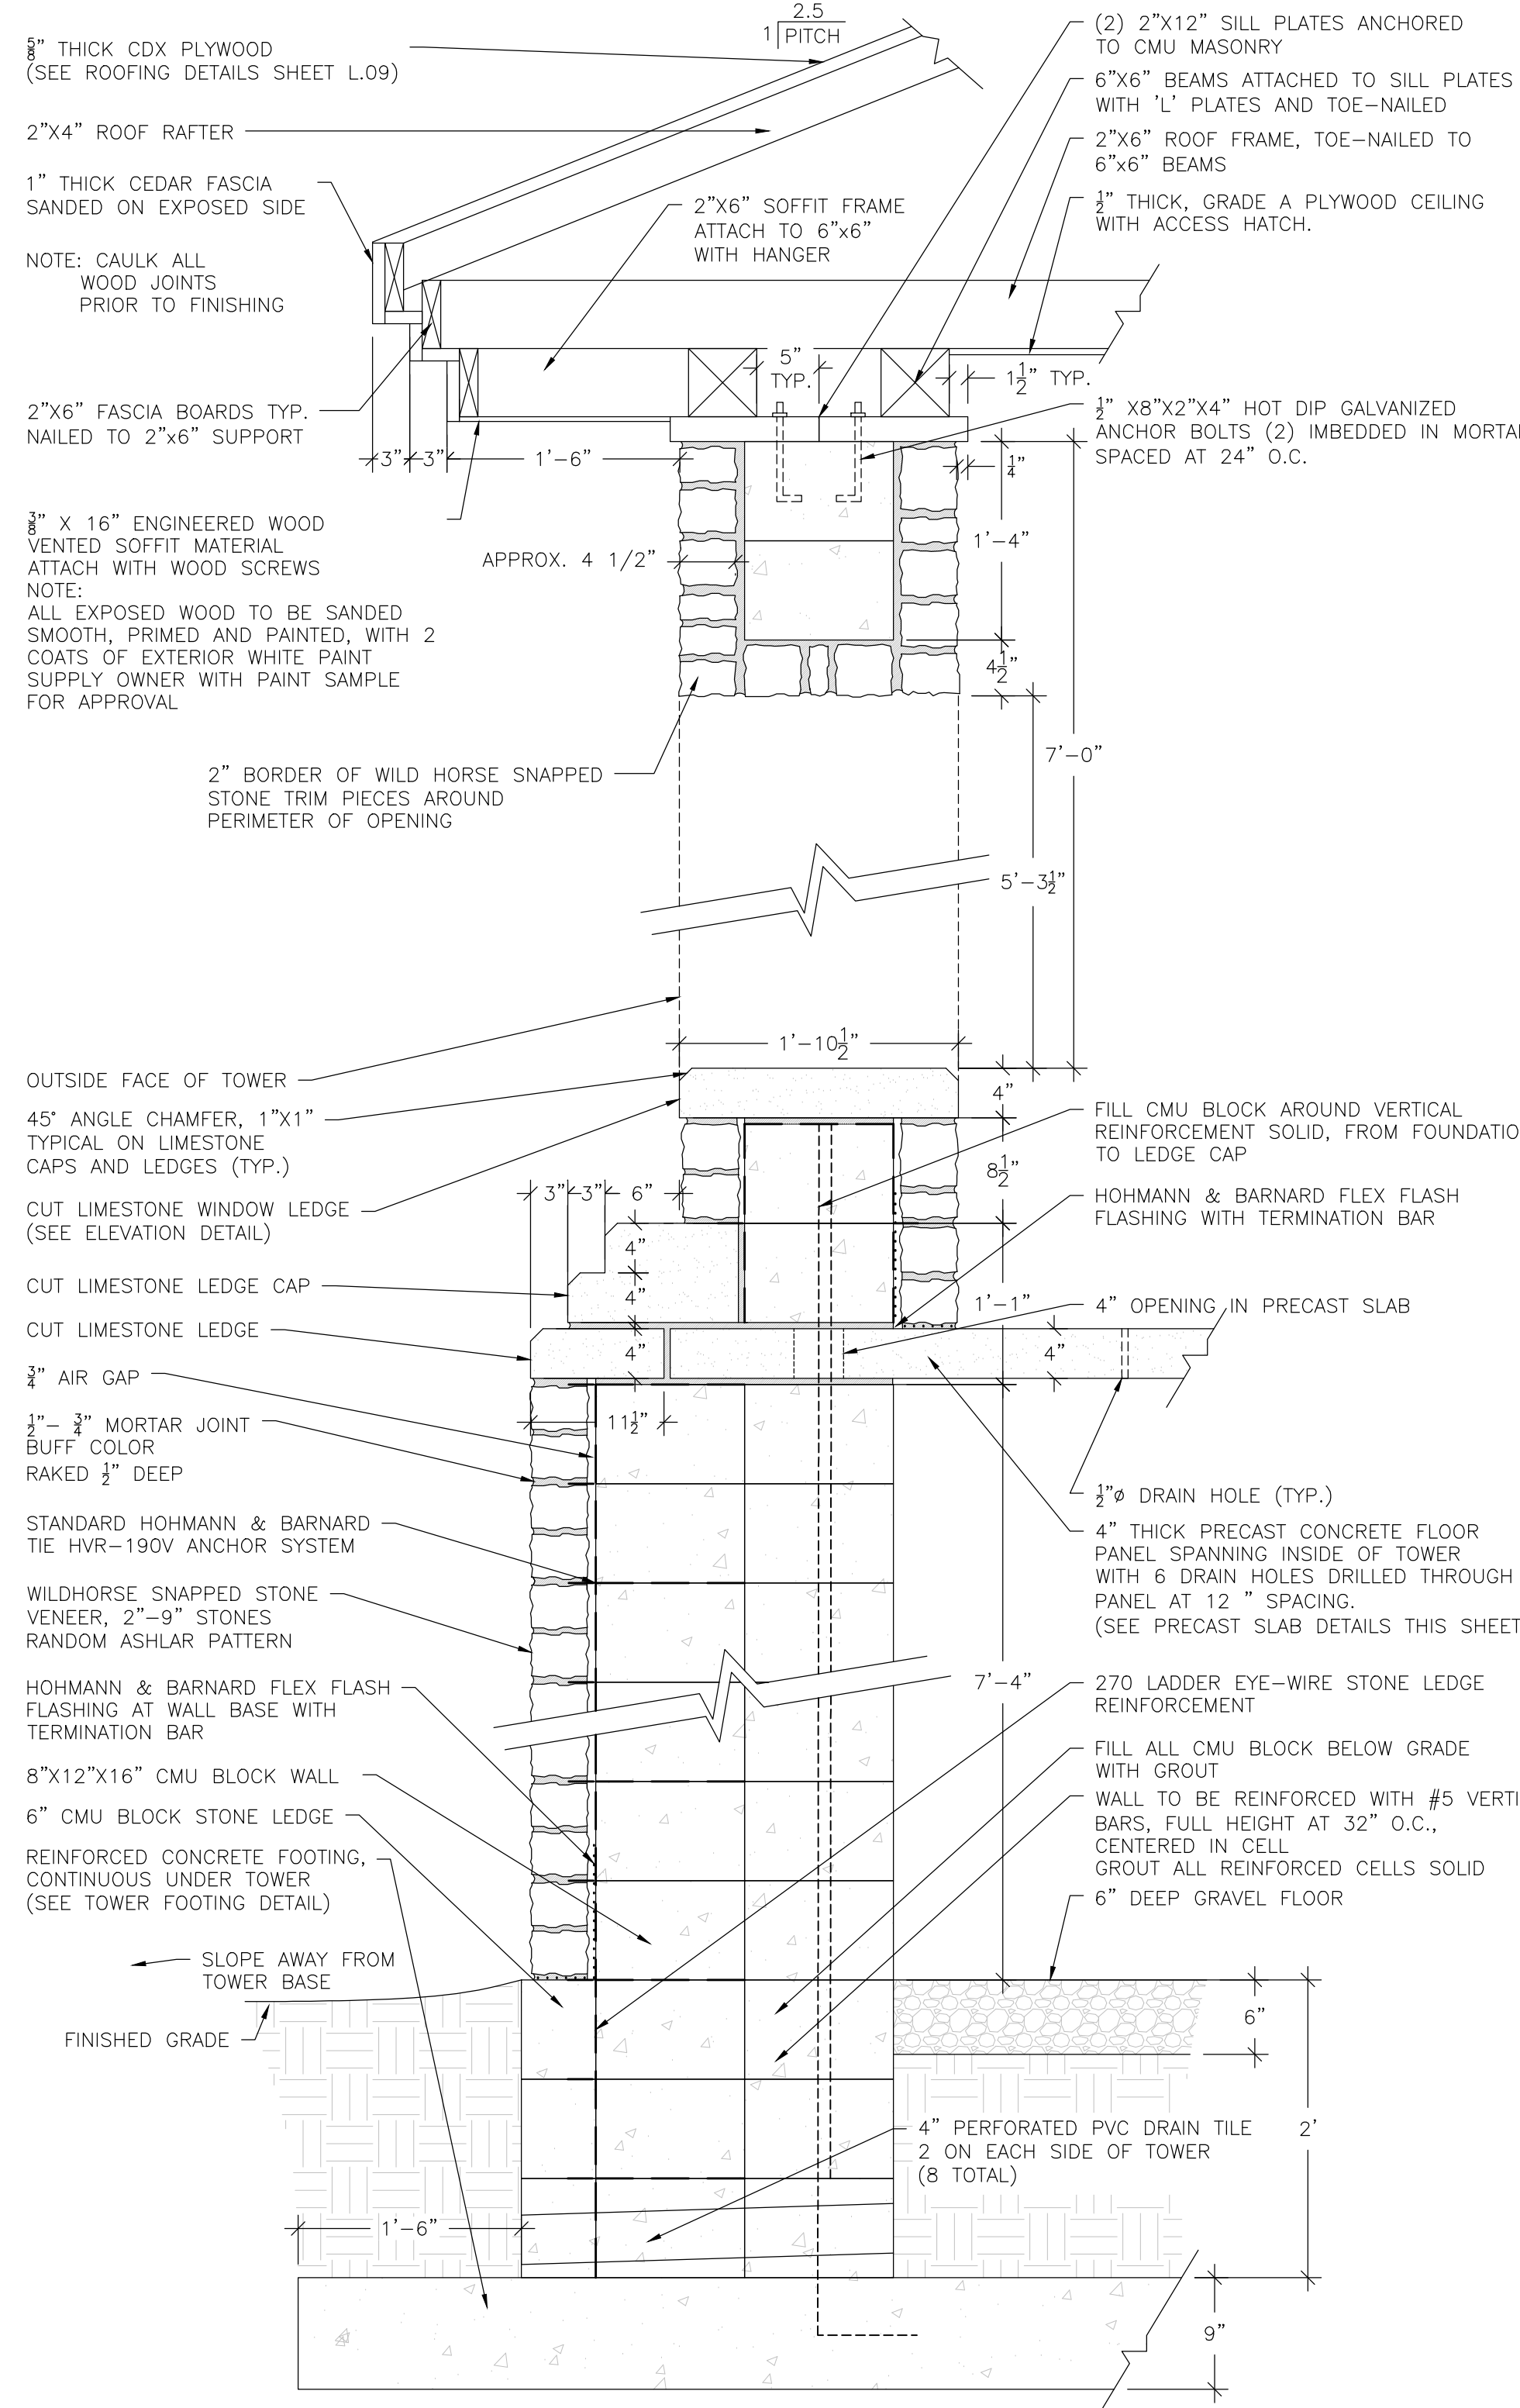 2.5
1 PITCH
⅝” THICK CDX PLYWOOD
(SEE ROOFING DETAILS SHEET L.09)
2”X4” ROOF RAFTER
1” THICK CEDAR FASCIA
SANDED ON EXPOSED SIDE
NOTE: CAULK ALL
WOOD JOINTS
PRIOR TO FINISHING
2”X6” SOFFIT FRAME
ATTACH TO 6”x6”
WITH HANGER
(2) 2”X12” SILL PLATES ANCHORED
TO CMU MASONRY
6”X6” BEAMS ATTACHED TO SILL PLATES
WITH 'L' PLATES AND TOE-NAILED
2”X6” ROOF FRAME, TOE-NAILED TO
6”x6” BEAMS
½” THICK, GRADE A PLYWOOD CEILING
WITH ACCESS HATCH.
5”
TYP.
1½” TYP.
2”X6” FASCIA BOARDS TYP.
NAILED TO 2”x6” SUPPORT
½” X8”X2”X4” HOT DIP GALVANIZED
ANCHOR BOLTS (2) IMBEDDED IN MORTA
SPACED AT 24” O.C.
3”
3”
1'-6”
¼”
⅜” X 16” ENGINEERED WOOD
VENTED SOFFIT MATERIAL
ATTACH WITH WOOD SCREWS
NOTE:
ALL EXPOSED WOOD TO BE SANDED
SMOOTH, PRIMED AND PAINTED, WITH 2
COATS OF EXTERIOR WHITE PAINT
SUPPLY OWNER WITH PAINT SAMPLE
FOR APPROVAL
APPROX. 4 1/2”
1'-4”
4½”
7'-0”
2” BORDER OF WILD HORSE SNAPPED
STONE TRIM PIECES AROUND
PERIMETER OF OPENING
5'-3½”
1'-10½”
OUTSIDE FACE OF TOWER
45° ANGLE CHAMFER, 1”X1”
TYPICAL ON LIMESTONE
CAPS AND LEDGES (TYP.)
CUT LIMESTONE WINDOW LEDGE
(SEE ELEVATION DETAIL)
CUT LIMESTONE LEDGE CAP
CUT LIMESTONE LEDGE
¾” AIR GAP
½”- ¾” MORTAR JOINT
BUFF COLOR
RAKED ½” DEEP
STANDARD HOHMANN & BARNARD
TIE HVR-190V ANCHOR SYSTEM
WILDHORSE SNAPPED STONE
VENEER, 2”-9” STONES
RANDOM ASHLAR PATTERN
HOHMANN & BARNARD FLEX FLASH
FLASHING AT WALL BASE WITH
TERMINATION BAR
8”X12”X16” CMU BLOCK WALL
6” CMU BLOCK STONE LEDGE
REINFORCED CONCRETE FOOTING,
CONTINUOUS UNDER TOWER
(SEE TOWER FOOTING DETAIL)
SLOPE AWAY FROM
TOWER BASE
FINISHED GRADE
4”
8½”
3”
3”
6”
4”
4”
4”
1'-1”
4”
11½”
FILL CMU BLOCK AROUND VERTICAL
REINFORCEMENT SOLID, FROM FOUNDATIO
TO LEDGE CAP
HOHMANN & BARNARD FLEX FLASH
FLASHING WITH TERMINATION BAR
4” OPENING IN PRECAST SLAB
½”ø DRAIN HOLE (TYP.)
4” THICK PRECAST CONCRETE FLOOR
PANEL SPANNING INSIDE OF TOWER
WITH 6 DRAIN HOLES DRILLED THROUGH
PANEL AT 12 ” SPACING.
(SEE PRECAST SLAB DETAILS THIS SHEET
7'-4”
270 LADDER EYE-WIRE STONE LEDGE
REINFORCEMENT
FILL ALL CMU BLOCK BELOW GRADE
WITH GROUT
WALL TO BE REINFORCED WITH #5 VERTI
BARS, FULL HEIGHT AT 32” O.C.,
CENTERED IN CELL
GROUT ALL REINFORCED CELLS SOLID
6” DEEP GRAVEL FLOOR
6”
4” PERFORATED PVC DRAIN TILE
2 ON EACH SIDE OF TOWER
(8 TOTAL)
2'
1'-6”
9”